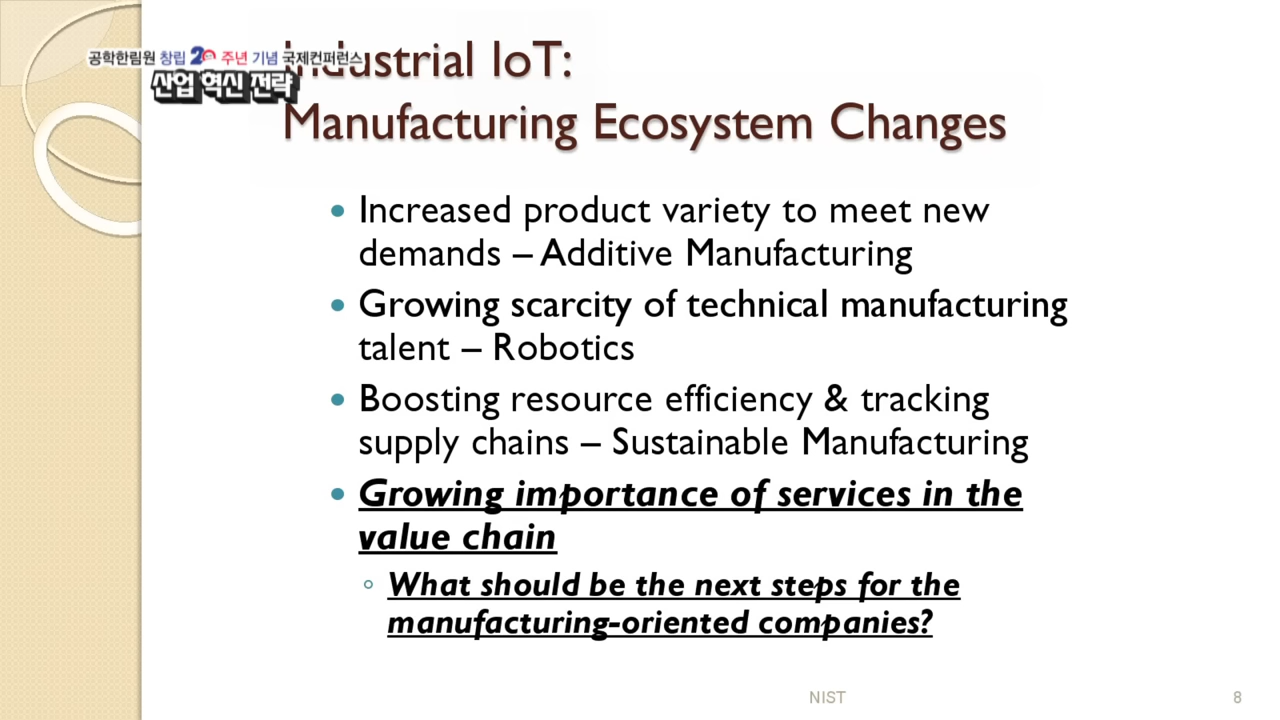 공학한림원 창립 20 주년 기념 국제컨퍼런스
산업 혁신 전략
Industrial IoT:
Manufacturing Ecosystem Changes
• Increased product variety to meet new
demands – Additive Manufacturing
• Growing scarcity of technical manufacturing
talent – Robotics
• Boosting resource efficiency & tracking
supply chains – Sustainable Manufacturing
• Growing importance of services in the
value chain
◦ What should be the next steps for the
manufacturing-oriented companies?
NIST 8